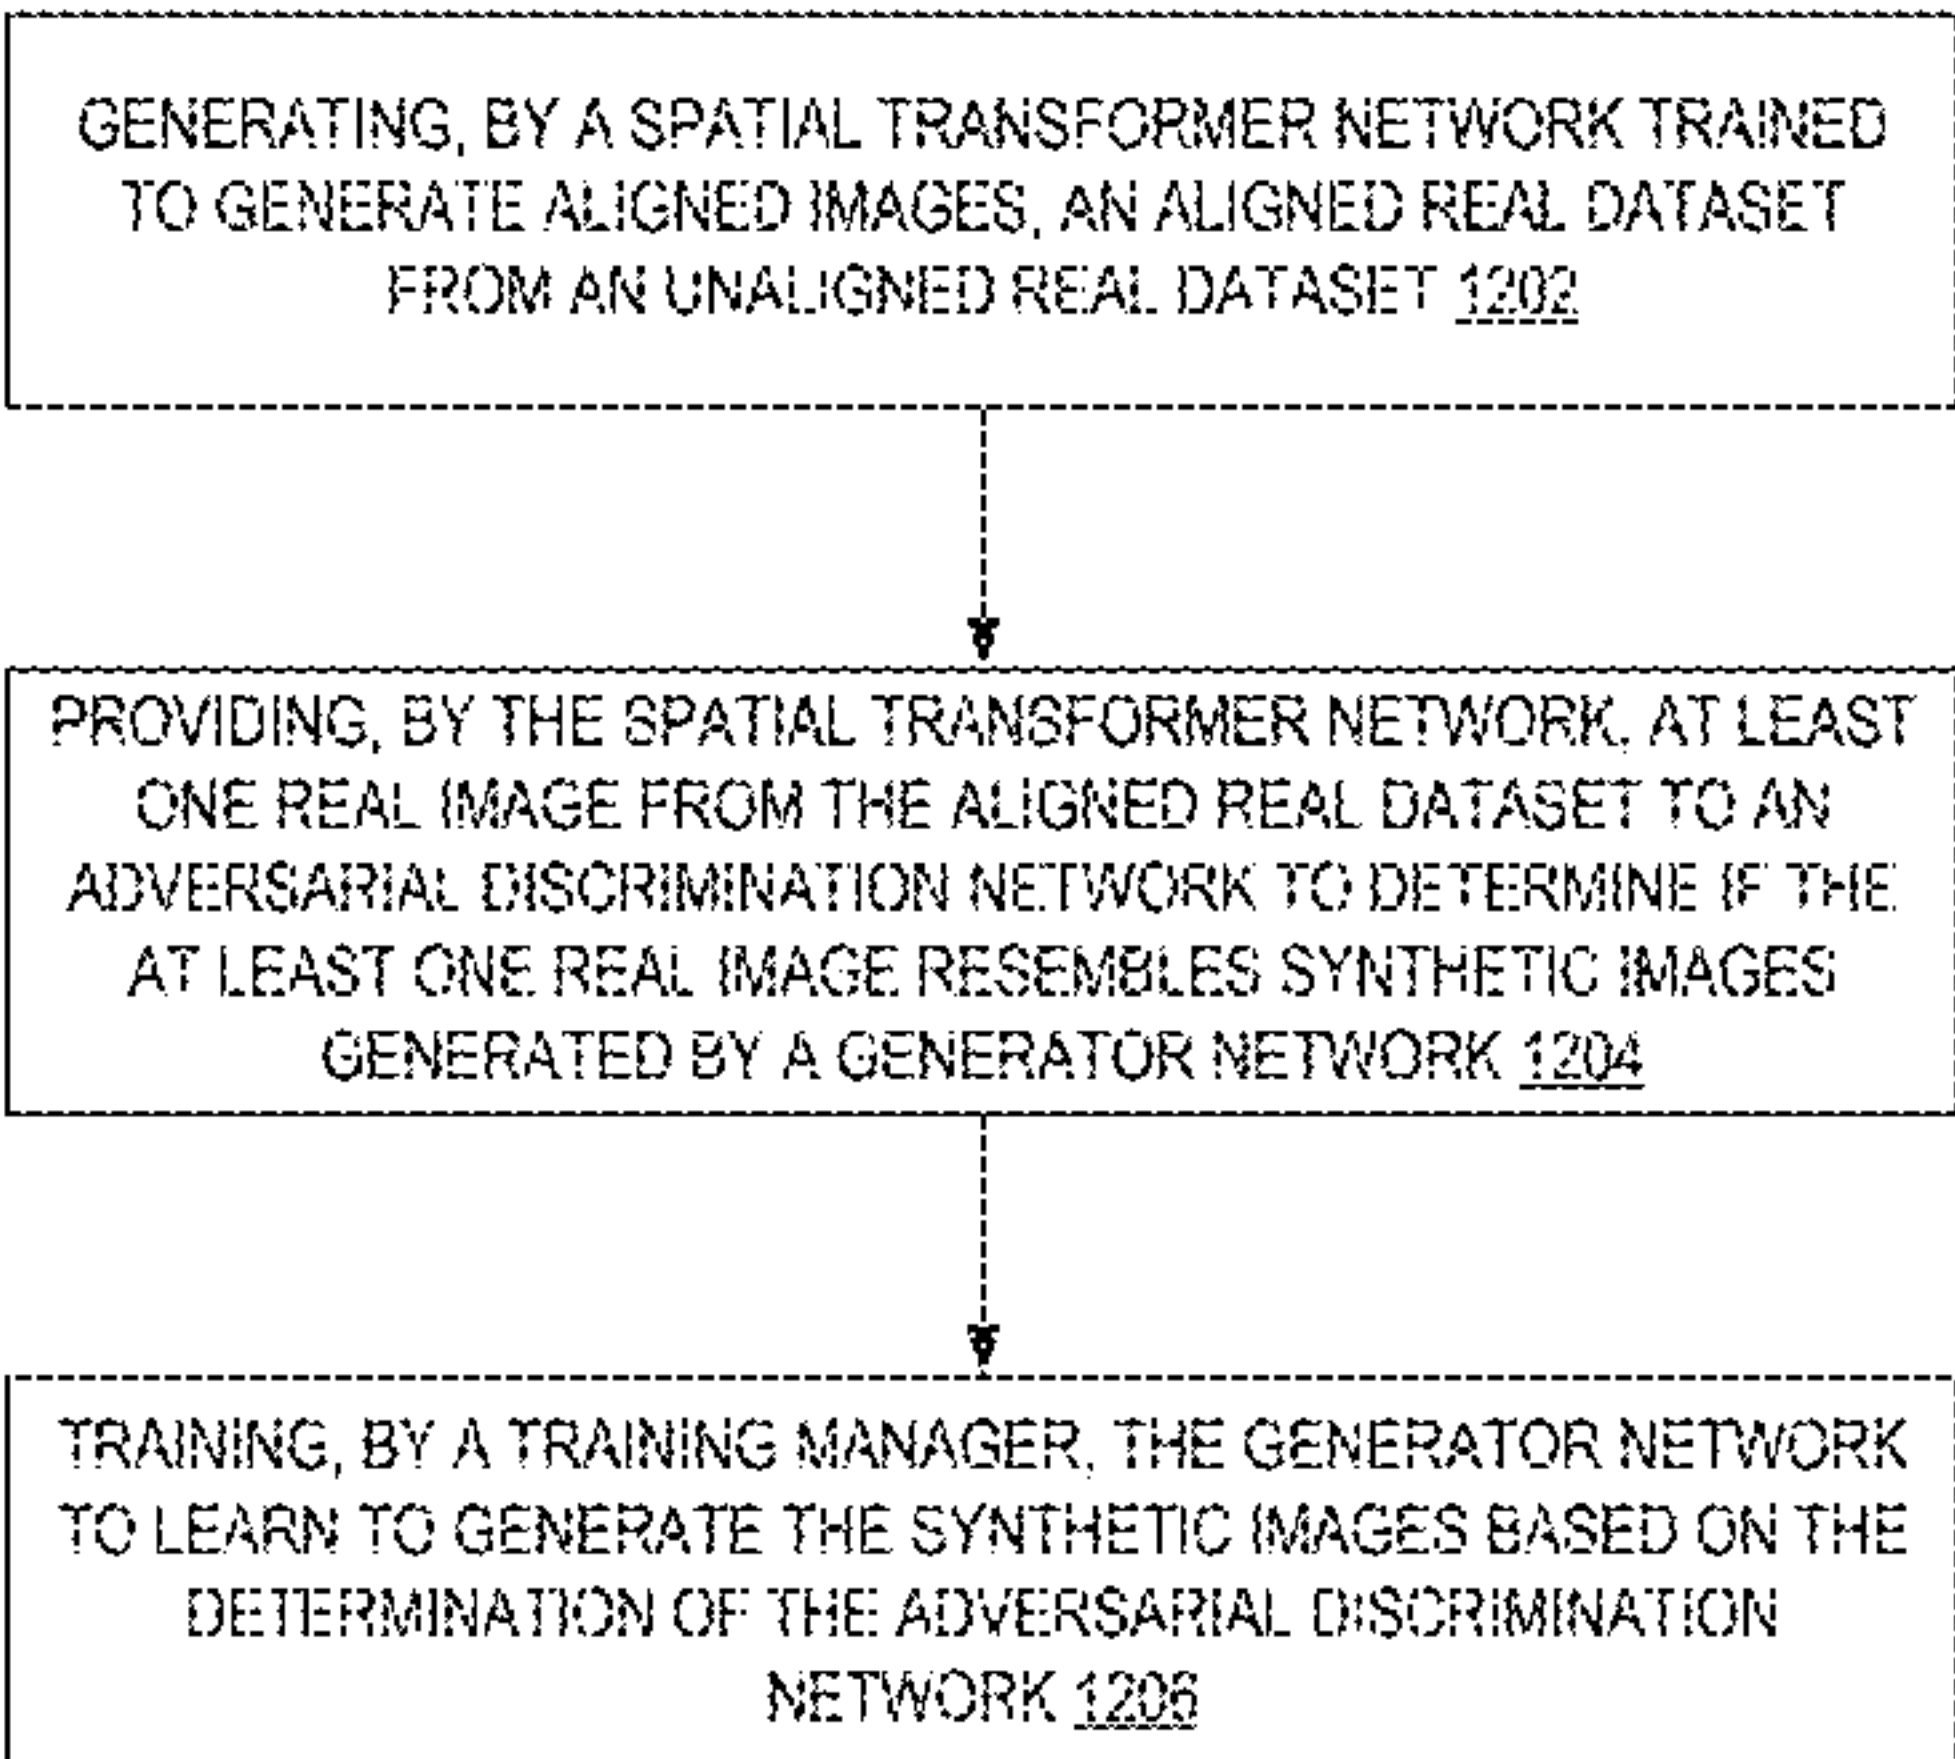 GENERATING, BY A SPATIAL TRANSFORMER NETWORK TRAINED
TO GENERATE ALIGNED IMAGES, AN ALIGNED REAL DATASET
FROM AN UNALIGNED REAL DATASET 1202
PROVIDING, BY THE SPATIAL TRANSFORMER NETWORK, AT LEAST
ONE REAL IMAGE FROM THE ALIGNED REAL DATASET TO AN
ADVERSARIAL DISCRIMINATION NETWORK TO DETERMINE IF THE
AT LEAST ONE REAL IMAGE RESEMBLES SYNTHETIC IMAGES
GENERATED BY A GENERATOR NETWORK 1204
TRAINING, BY A TRAINING MANAGER, THE GENERATOR NETWORK
TO LEARN TO GENERATE THE SYNTHETIC IMAGES BASED ON THE
DETERMINATION OF THE ADVERSARIAL DISCRIMINATION
NETWORK 1206